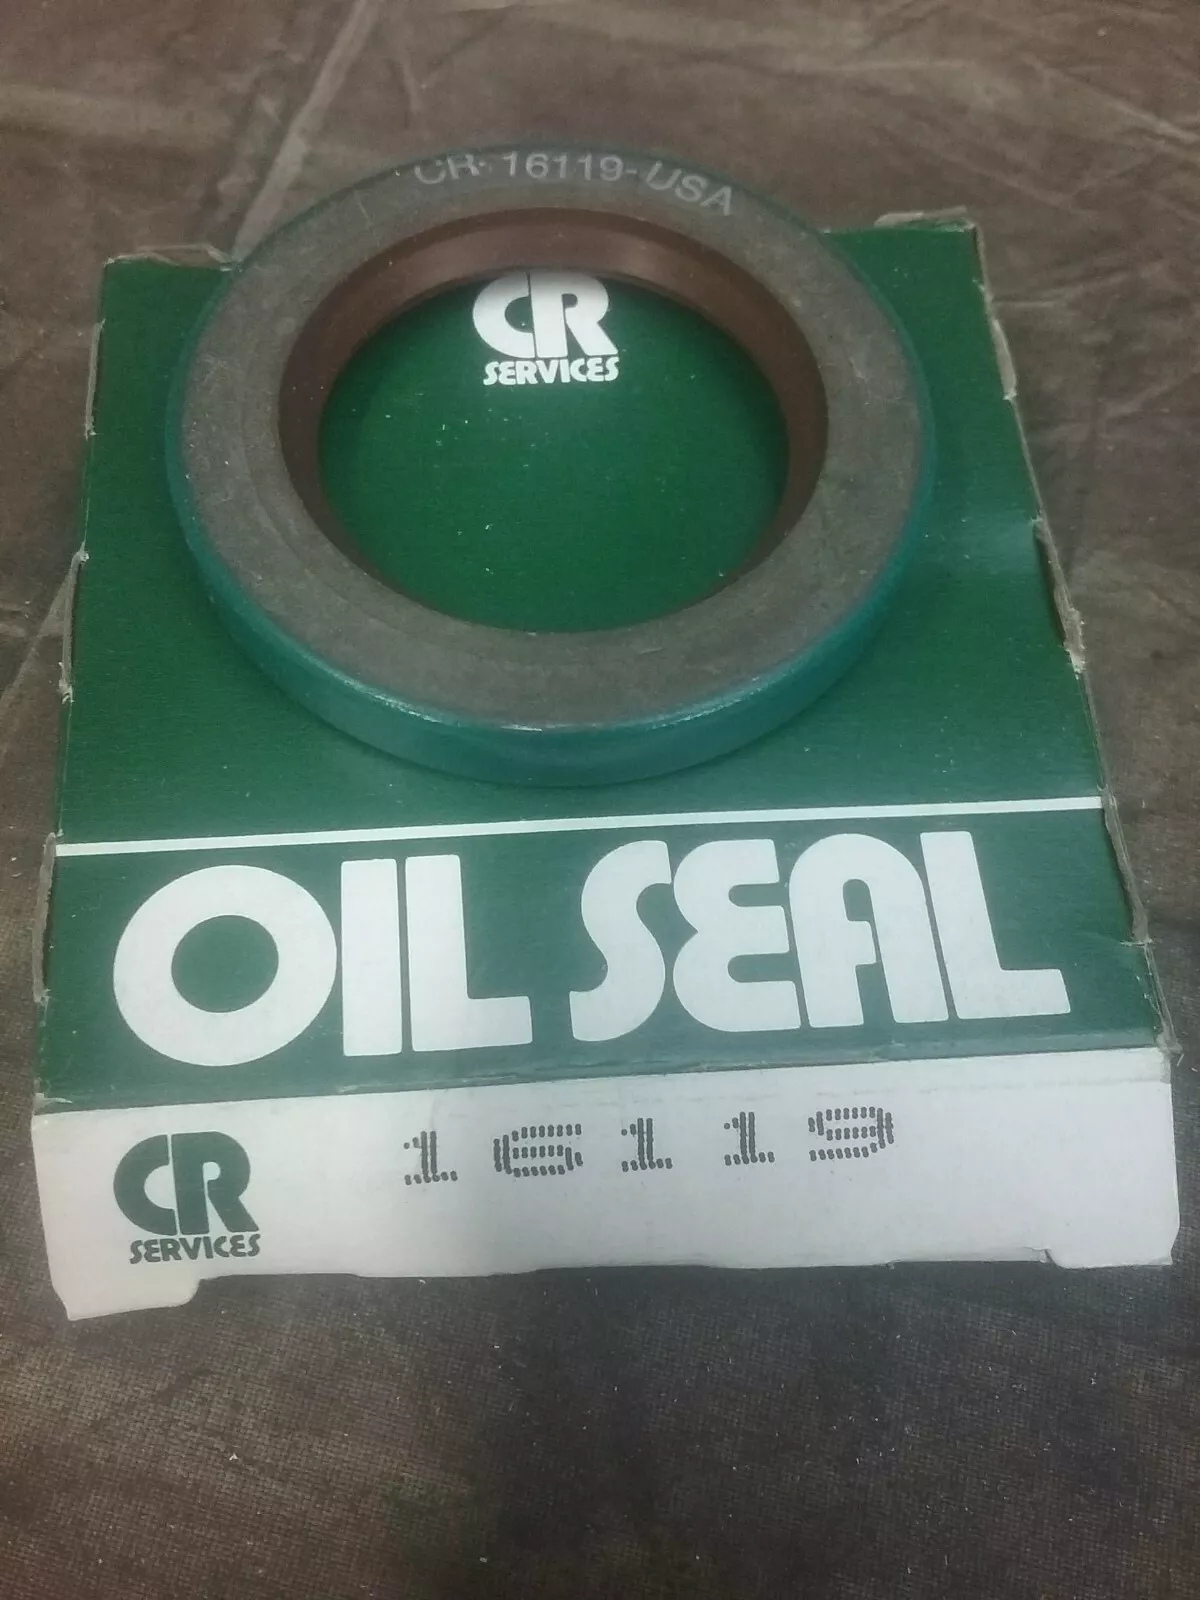 CR-16119-USA
CR
SERVICES
OIL SEAL
CR
SERVICES
16119